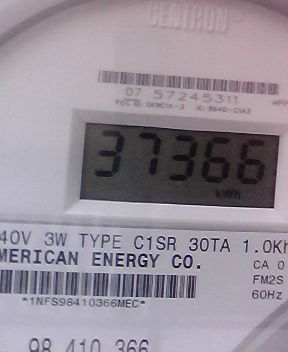 CENTRON
07 57245311
37366
kWh
40V 3W TYPE C1SR 30TA 1.0Kh
MERICAN ENERGY CO.
CA 0
FM2S
60Hz
*1NFS98410366MEC*
98 410 366